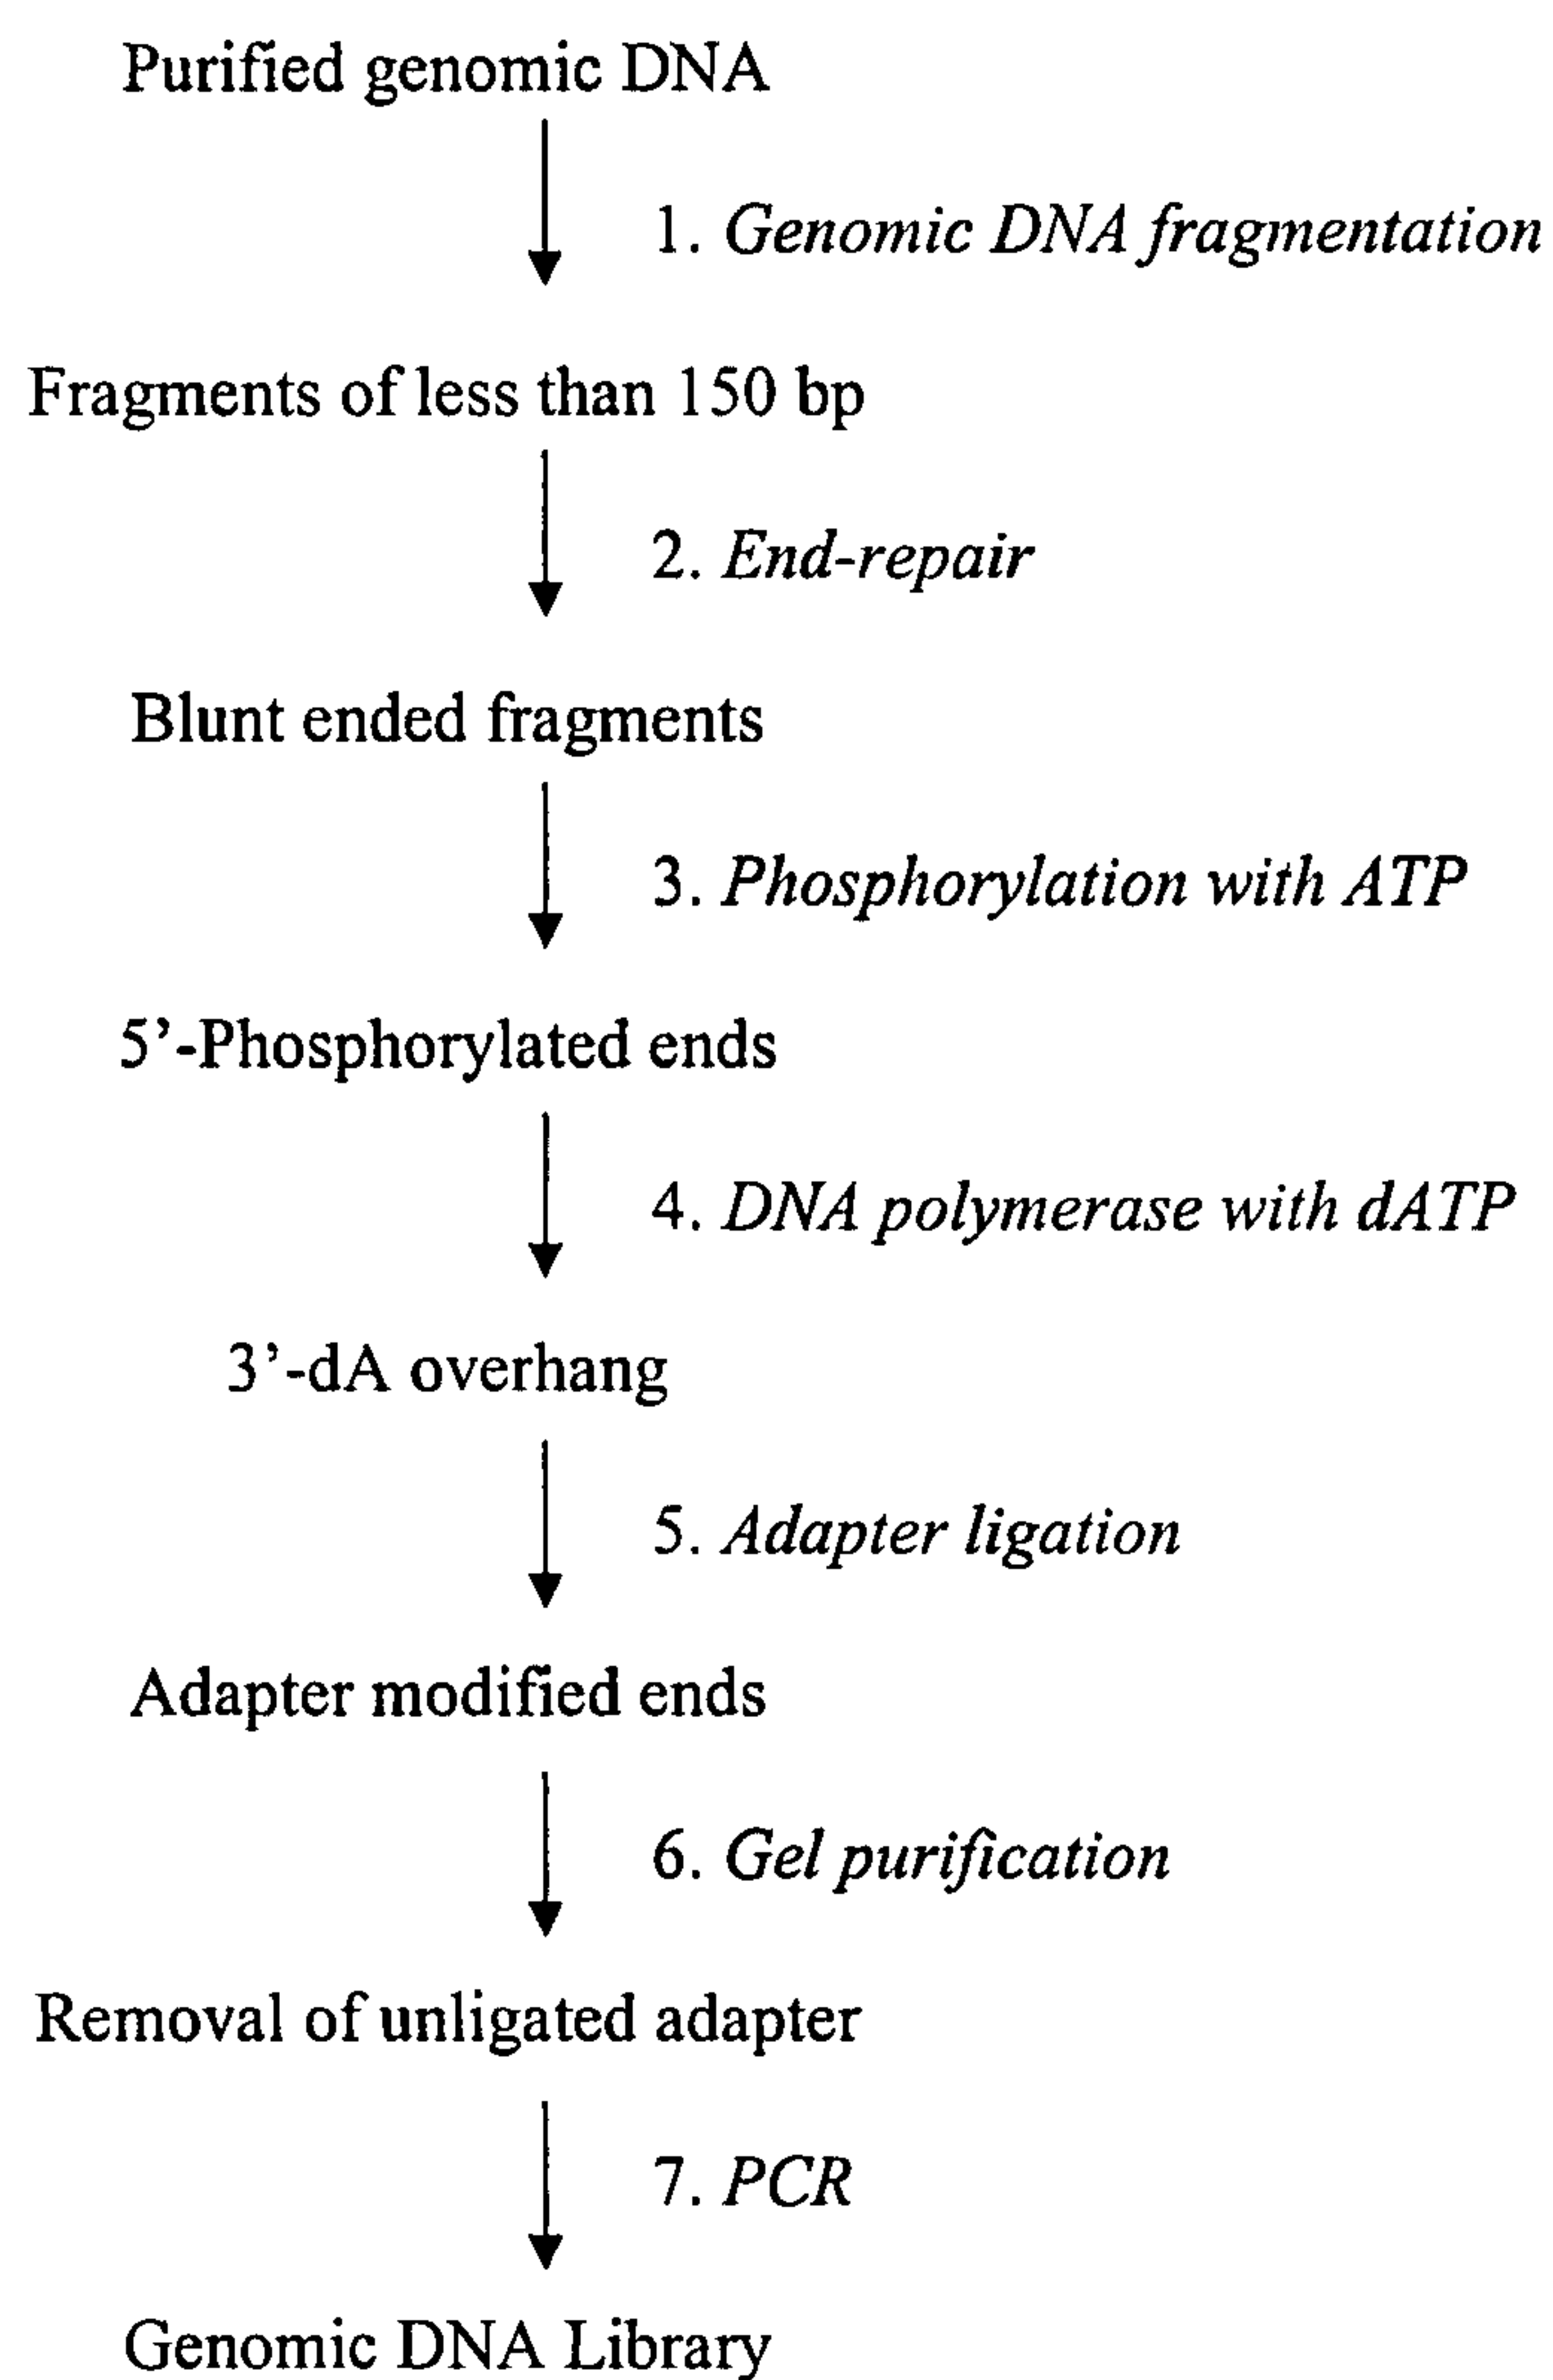 Purified genomic DNA
1. Genomic DNA fragmentation
Fragments of less than 150 bp
2. End-repair
Blunt ended fragments
3. Phosphorylation with ATP
5’-Phosphorylated ends
4. DNA polymerase with dATP
3’-dA overhang
5. Adapter ligation
Adapter modified ends
6. Gel purification
Removal of unligated adapter
7. PCR
Genomic DNA Library